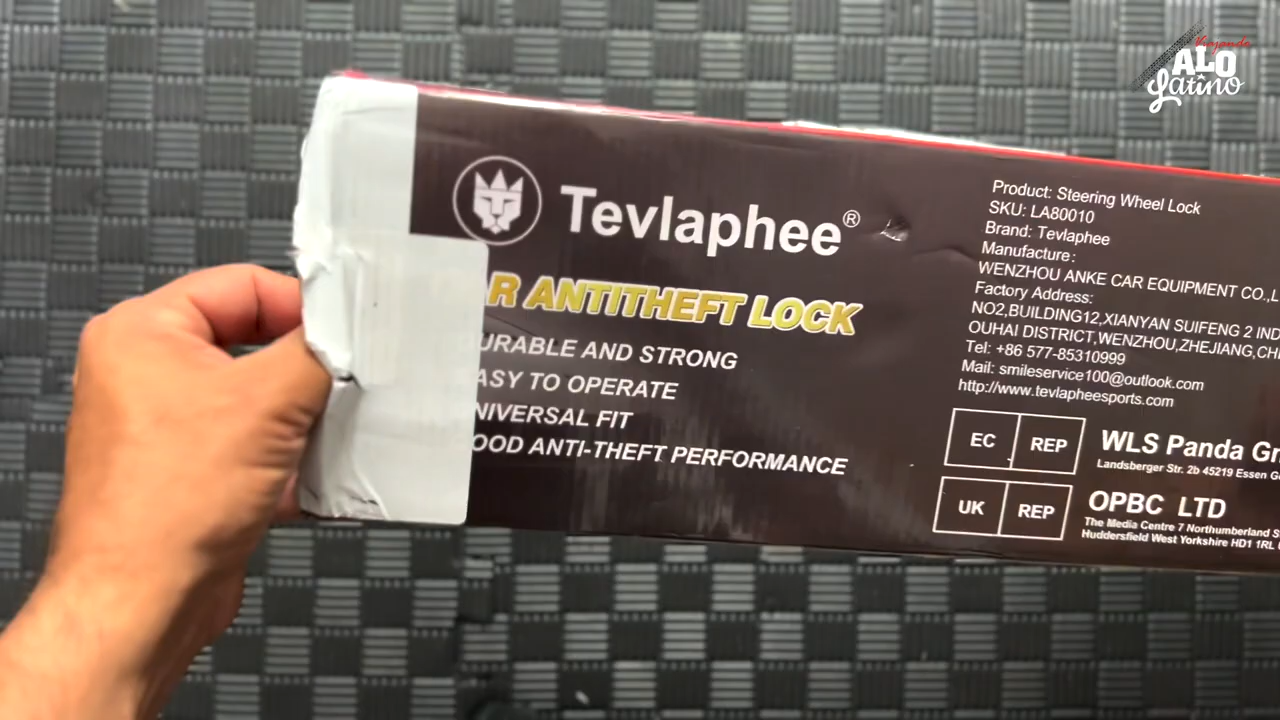 Viajando
ALO
Latino
Tevlaphee®
R ANTITHEFT LOCK
URABLE AND STRONG
ASY TO OPERATE
NIVERSAL FIT
OOD ANTI-THEFT PERFORMANCE
Product: Steering Wheel Lock
SKU: LA80010
Brand: Tevlaphee
Manufacture:
WENZHOU ANKE CAR EQUIPMENT CO.,L
Factory Address:
NO2,BUILDING12,XIANYAN SUIFENG 2 IND
OUHAI DISTRICT,WENZHOU,ZHEJIANG,CHI
Tel: +86 577-85310999
Mail: smileservice100@outlook.com
http://www.tevlapheesports.com
EC REP
WLS Panda Gr
Landsberger Str. 2b 45219 Essen Ge
UK REP
OPBC LTD
The Media Centre 7 Northumberland S
Huddersfield West Yorkshire HD1 1RL